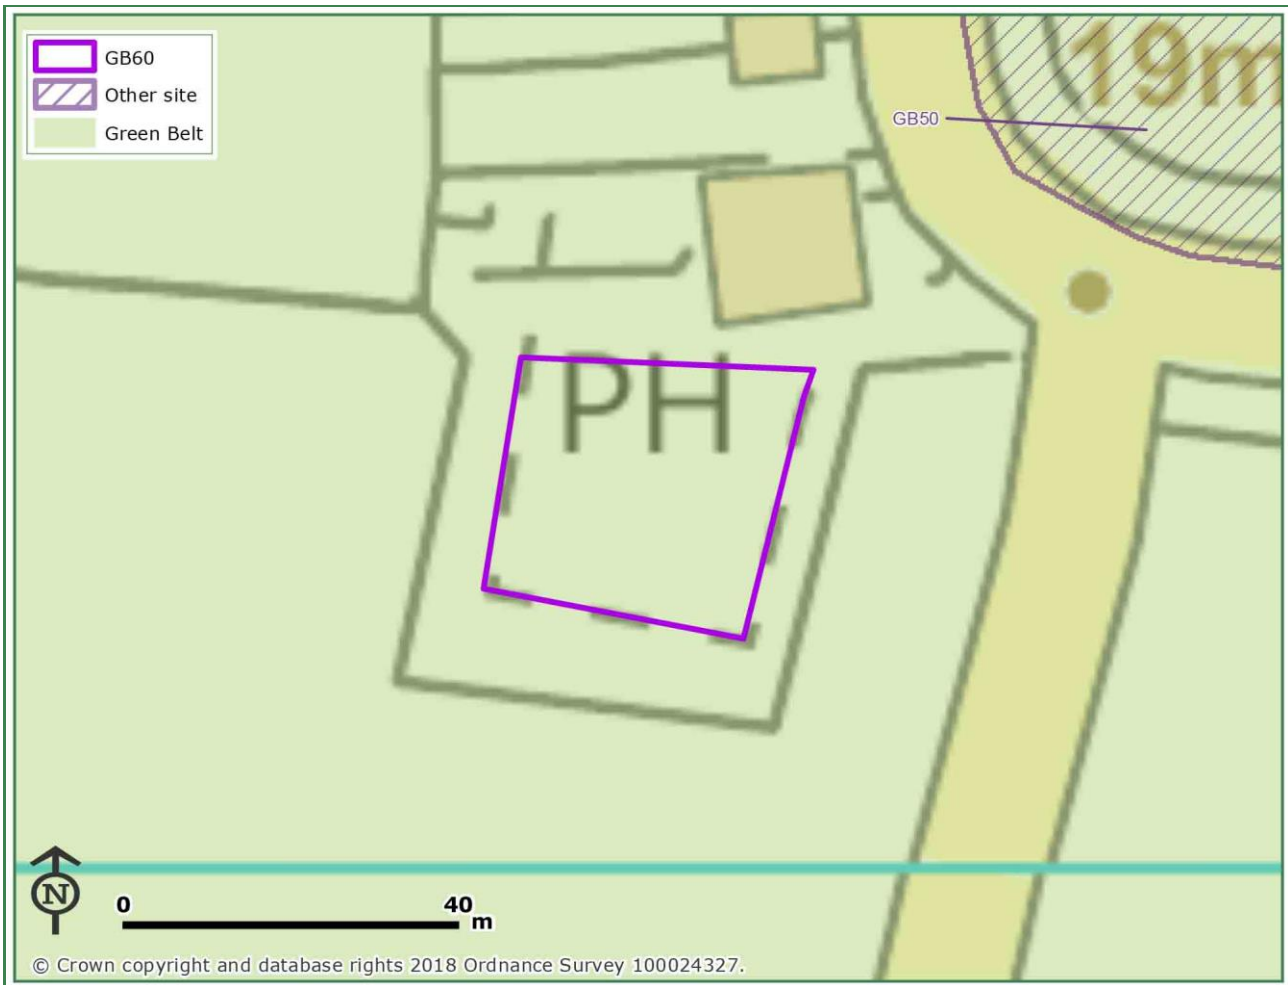 GB60
Other site
Green Belt
19m
GB50
PH
N
0 40 m
© Crown copyright and database rights 2018 Ordnance Survey 100024327.